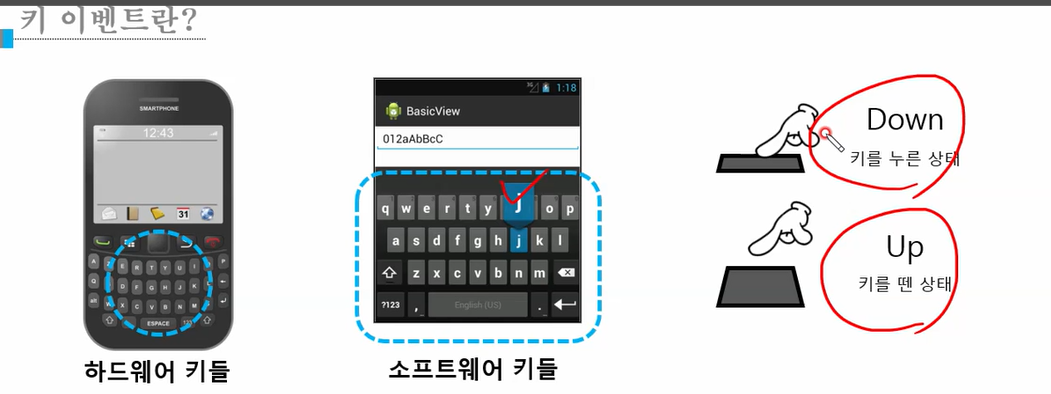 키 이벤트란?
SMARTPHONE
12:43
31
ESPACE
하드웨어 키들
3G 1:18
BasicView
012aAbBcC
j
q w e r t y o p
a s d f g h j k l
z x c v b n m
?123 , English (US) .
소프트웨어 키들
Down
키를 누른 상태
Up
키를 뗀 상태